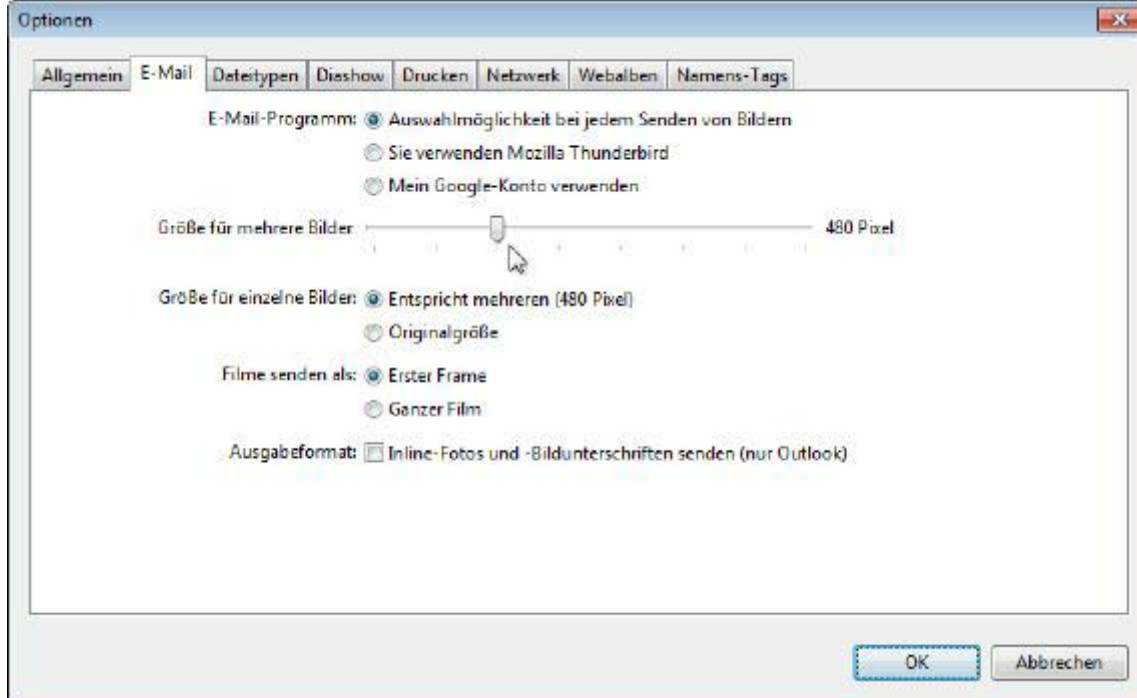 Optionen
Allgemein E-Mail Dateitypen Diashow Drucken Netzwerk Webalben Namens-Tags
E-Mail-Programm: Auswahlmöglichkeit bei jedem Senden von Bildern
Sie verwenden Mozilla Thunderbird
Mein Google-Konto verwenden
Größe für mehrere Bilder 480 Pixel
Größe für einzelne Bilder: Entspricht mehreren (480 Pixel)
Originalgröße
Filme senden als: Erster Frame
Ganzer Film
Ausgabeformat: Inline-Fotos und -Bildunterschriften senden (nur Outlook)
OK Abbrechen